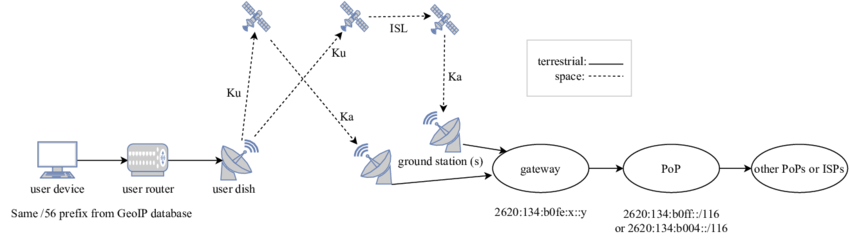 ISL
Ku
Ku
Ka
Ka
terrestrial:
space:
ground station (s)
user device
user router
user dish
gateway
PoP
other PoPs or ISPs
Same /56 prefix from GeoIP database
2620:134:b0fe:x::y
2620:134:b0ff::/116
or 2620:134:b004::/116